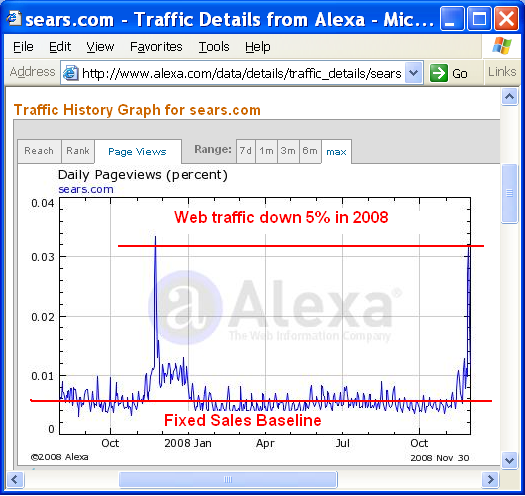 sears.com - Traffic Details from Alexa - Mic...
File Edit View Favorites Tools Help
Address http://www.alexa.com/data/details/traffic_details/sears Go Links
Traffic History Graph for sears.com
Reach Rank Page Views Range: 7d 1m 3m 6m max
Daily Pageviews (percent)
sears.com
0.04
Web traffic down 5% in 2008
0.03
a Alexa®
The Web Information Company
0.02
0.01
Fixed Sales Baseline
0
Oct 2008 Jan Apr Jul Oct
©2008 Alexa 2008 Nov 30